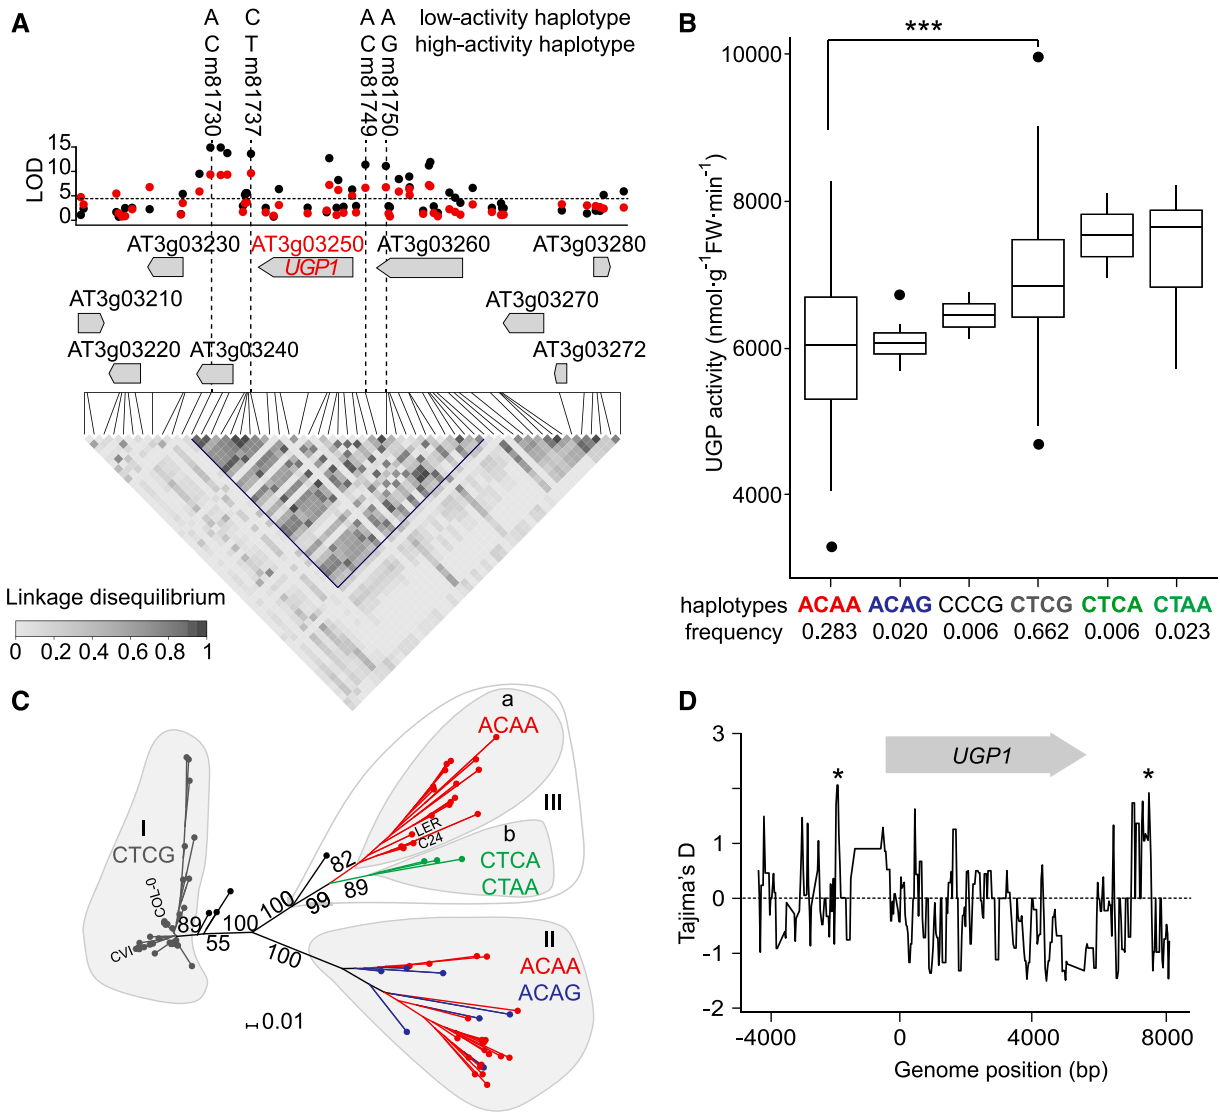 A
A C A A low-activity haplotype
C T C G high-activity haplotype
m81730
m81737
m81749
m81750
LOD
15
10
5
0
AT3g03230 AT3g03250 AT3g03260 AT3g03280
UGP1
AT3g03210 AT3g03270
AT3g03220 AT3g03240 AT3g03272
Linkage disequilibrium
0 0.2 0.4 0.6 0.8 1
B
***
UGP activity (nmol·g-1FW·min-1)
10000
8000
6000
4000
haplotypes ACAA ACAG CCCG CTCG CTCA CTAA
frequency 0.283 0.020 0.006 0.662 0.006 0.023
C
a
ACAA
III
I
CTCG
LER
C24
b
CTCA
CTAA
COL-0
CVI
82
89
99
100
89
55
100
100
II
ACAA
ACAG
0.01
D
Tajima's D
3
1
0
-1
-2
UGP1
* *
-4000 0 4000 8000
Genome position (bp)